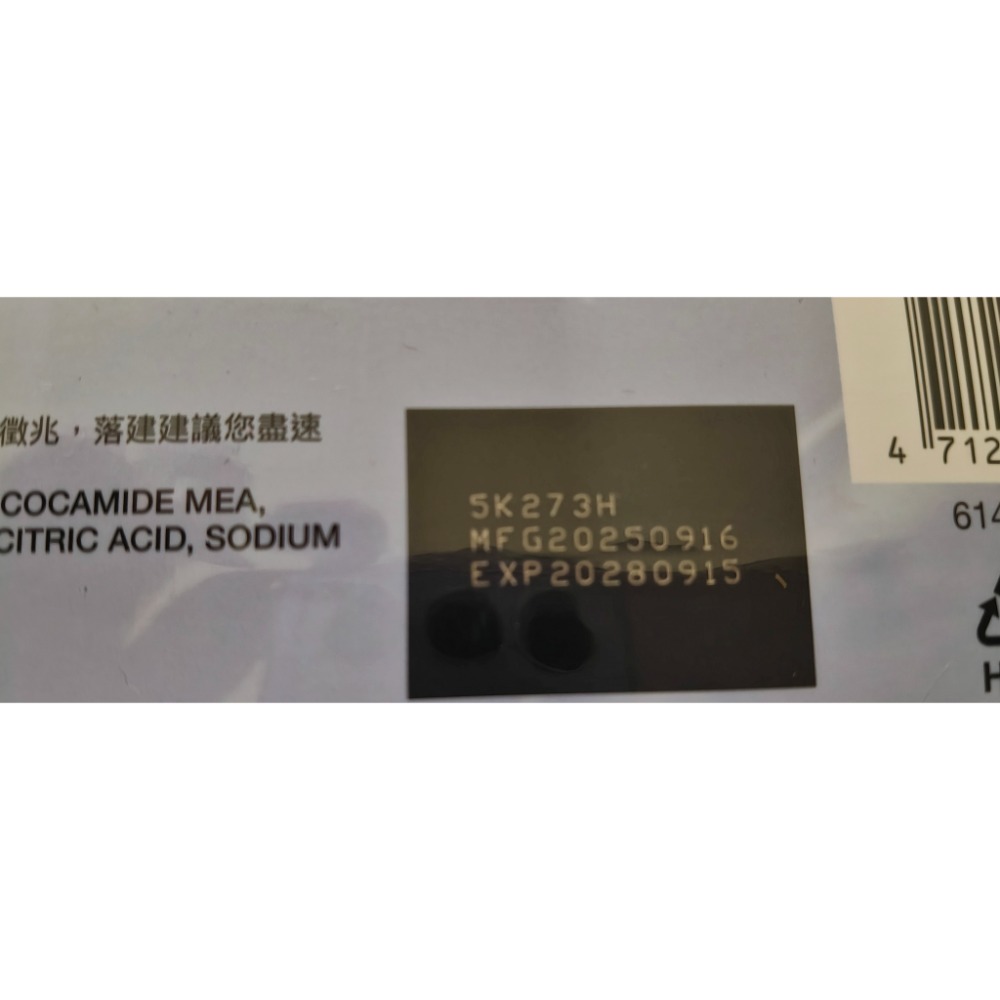 徵兆，落建建議您盡速
COCAMIDE MEA,
CITRIC ACID, SODIUM
5K273H
MFG20250916
EXP20280915
4 712
614
H